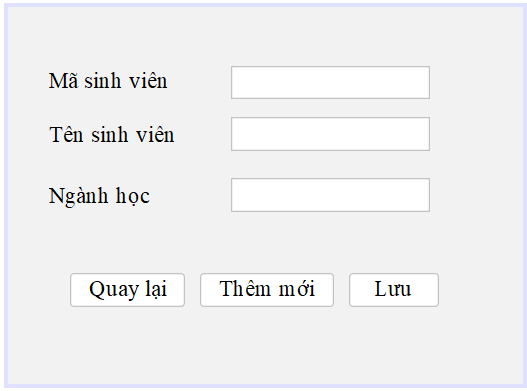 Mã sinh viên
Tên sinh viên
Ngành học
Quay lại Thêm mới Lưu